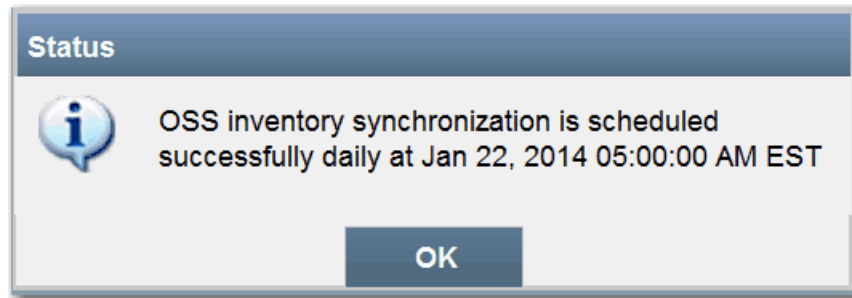 Status
OSS inventory synchronization is scheduled
successfully daily at Jan 22, 2014 05:00:00 AM EST
OK